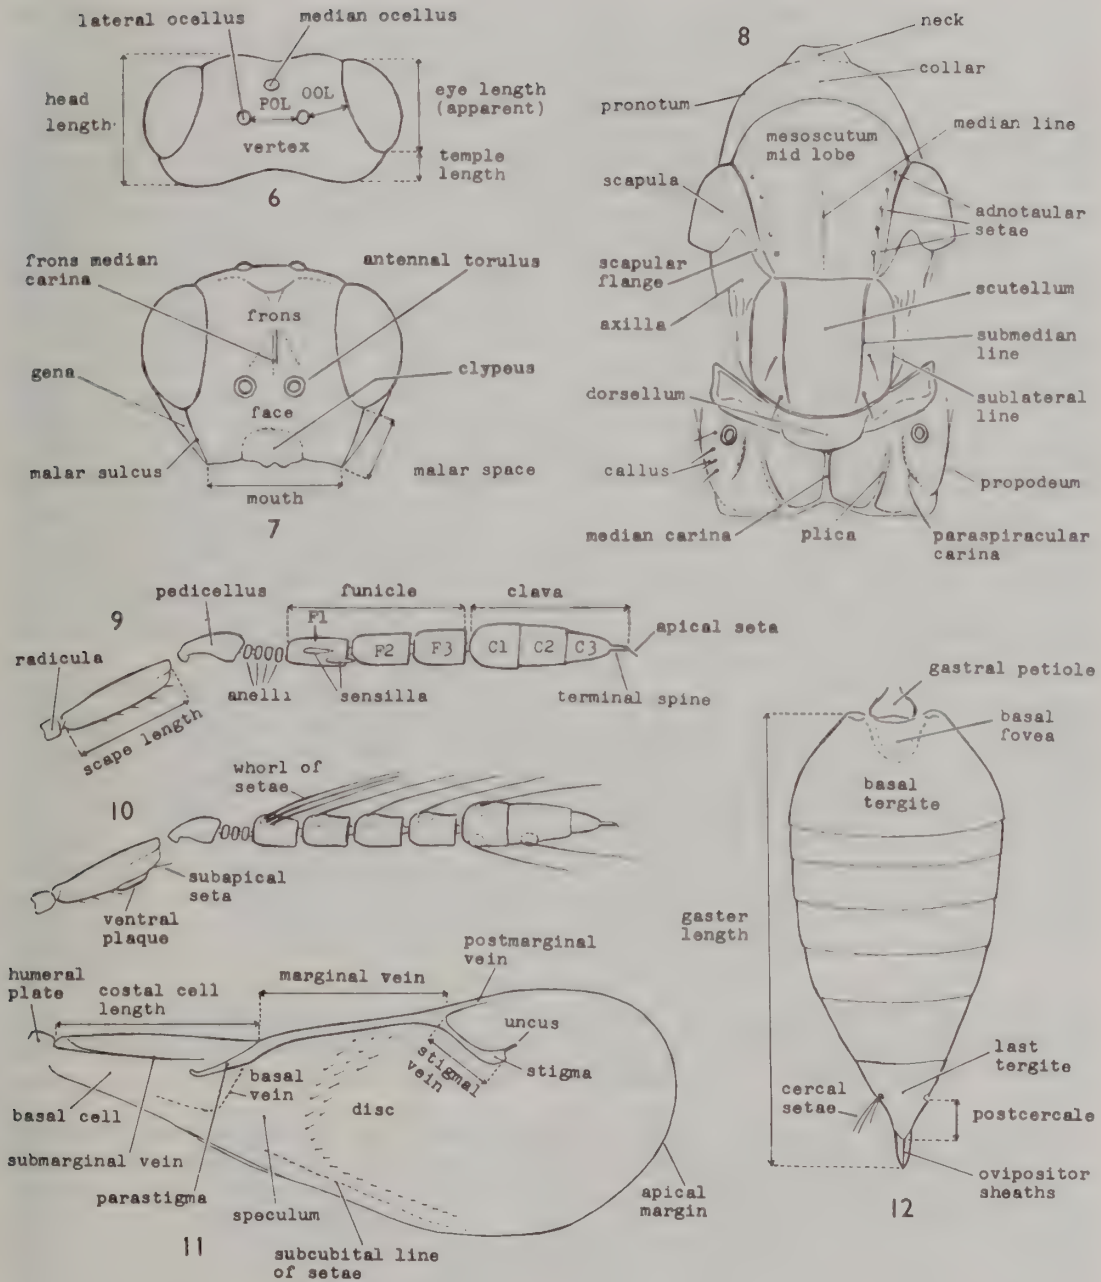 lateral ocellus
median ocellus
head
length
POL
OOL
vertex
eye length
(apparent)
temple
length
6
frons median
carina
antennal torulus
frons
gena
clypeus
face
malar sulcus
malar space
mouth
7
8
neck
collar
pronotum
mesoscutum
mid lobe
median line
scapula
adnotaular
setae
scapular
flange
scutellum
axilla
submedian
line
dorsellum
sublateral
line
callus
propodeum
median carina
plica
paraspiracular
carina
9
pedicellus
funicle
clava
F1
F2
F3
C1
C2
C3
apical seta
radicula
anelli
sensilla
terminal spine
scape length
10
whorl of
setae
subapical
seta
ventral
plaque
humeral
plate
costal cell
length
marginal vein
postmarginal
vein
uncus
stigmal
vein
stigma
basal
vein
disc
basal cell
submarginal vein
parastigma
speculum
apical
margin
11
subcubital line
of setae
gastral petiole
basal
fovea
basal
tergite
gaster
length
last
tergite
cercal
setae
postcercale
ovipositor
sheaths
12